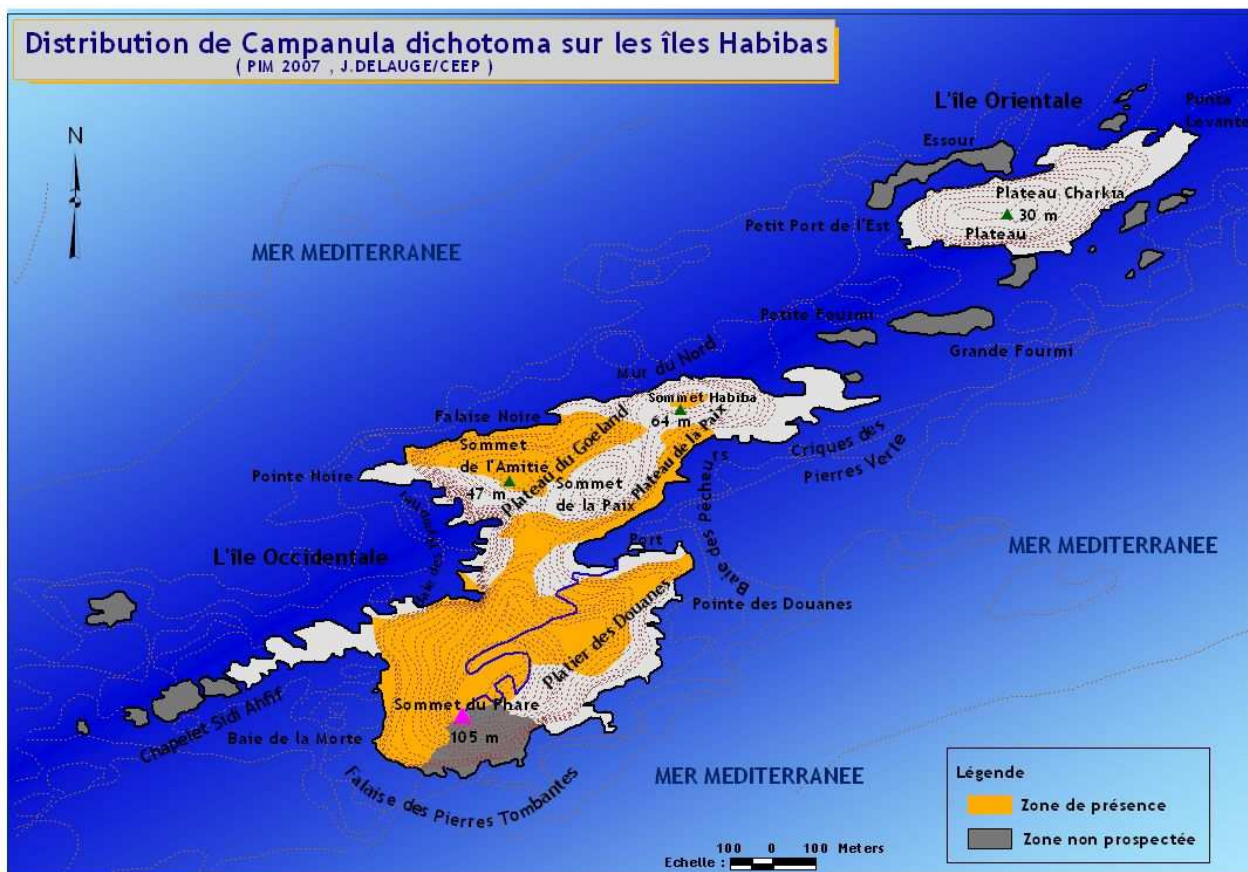 Distribution de Campanula dichotoma sur les îles Habibas
( PIM 2007 , J.DELAUGE/CEEP )
N
L'île Orientale
Punta
Levante
Essour
Plateau Charkia
30 m
Plateau
Petit Port de l'Est
MER MEDITERRANEE
Petite Fourmi
Grande Fourmi
Mur du Nord
Sommet Habiba
64 m
Falaise Noire
Sommet
de l'Amitié
47 m
Plateau du Goeland
Plateau de la Paix
Sommet
de la Paix
Pointe Noire
Criques des
Pierres Verte
Baie des Pêcheurs
Port
L'île Occidentale
Baie des
MER MEDITERRANEE
Pointe des Douanes
Platier des Douanes
Sommet du Phare
105 m
Chapelet Sidi Ahfif
Baie de la Morte
Falaise des Pierres Tombantes
MER MEDITERRANEE
Légende
Zone de présence
Zone non prospectée
100 0 100 Meters
Echelle :